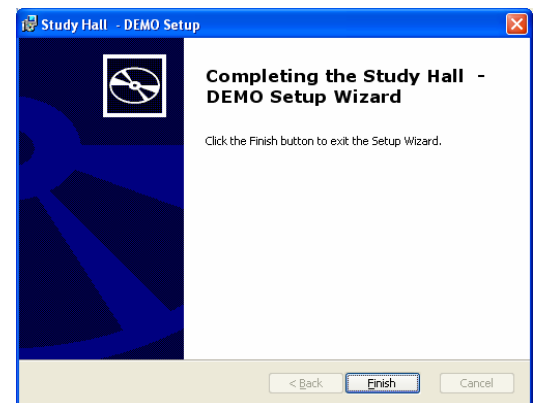 Study Hall  - DEMO Setup
Completing the Study Hall  -
DEMO Setup Wizard
Click the Finish button to exit the Setup Wizard.
< Back
Finish
Cancel